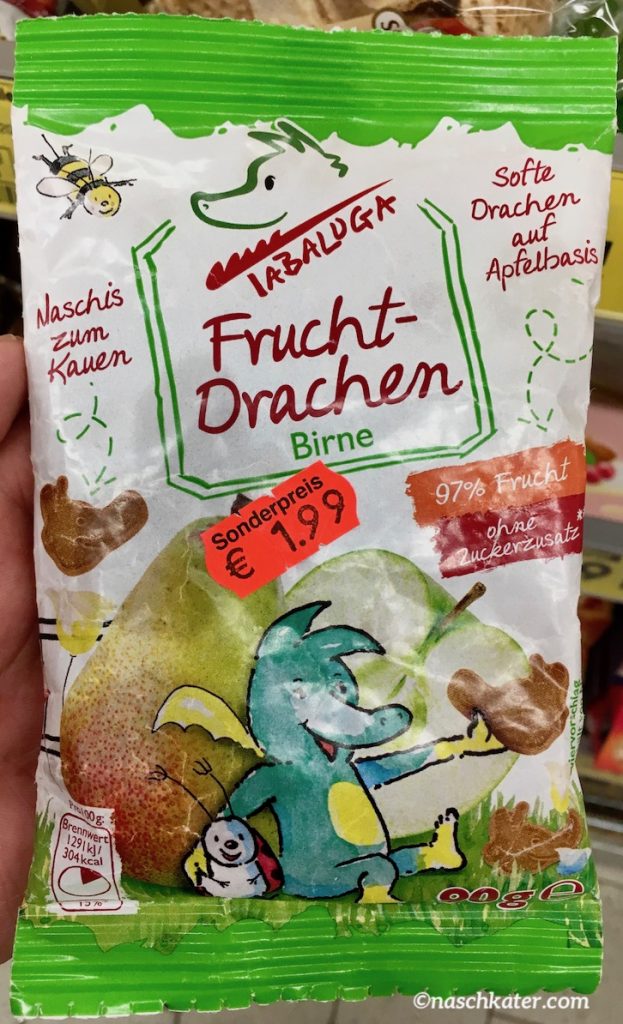 TABALUGA
Frucht-
Drachen
Birne
Naschis
zum
Kauen
Softe
Drachen
auf
Apfelbasis
97% Frucht
ohne
Zuckerzusatz*
Sonderpreis
€ 1.99
Brennwert
1291 kJ/
304 kcal
15%
00g e
©naschkater.com